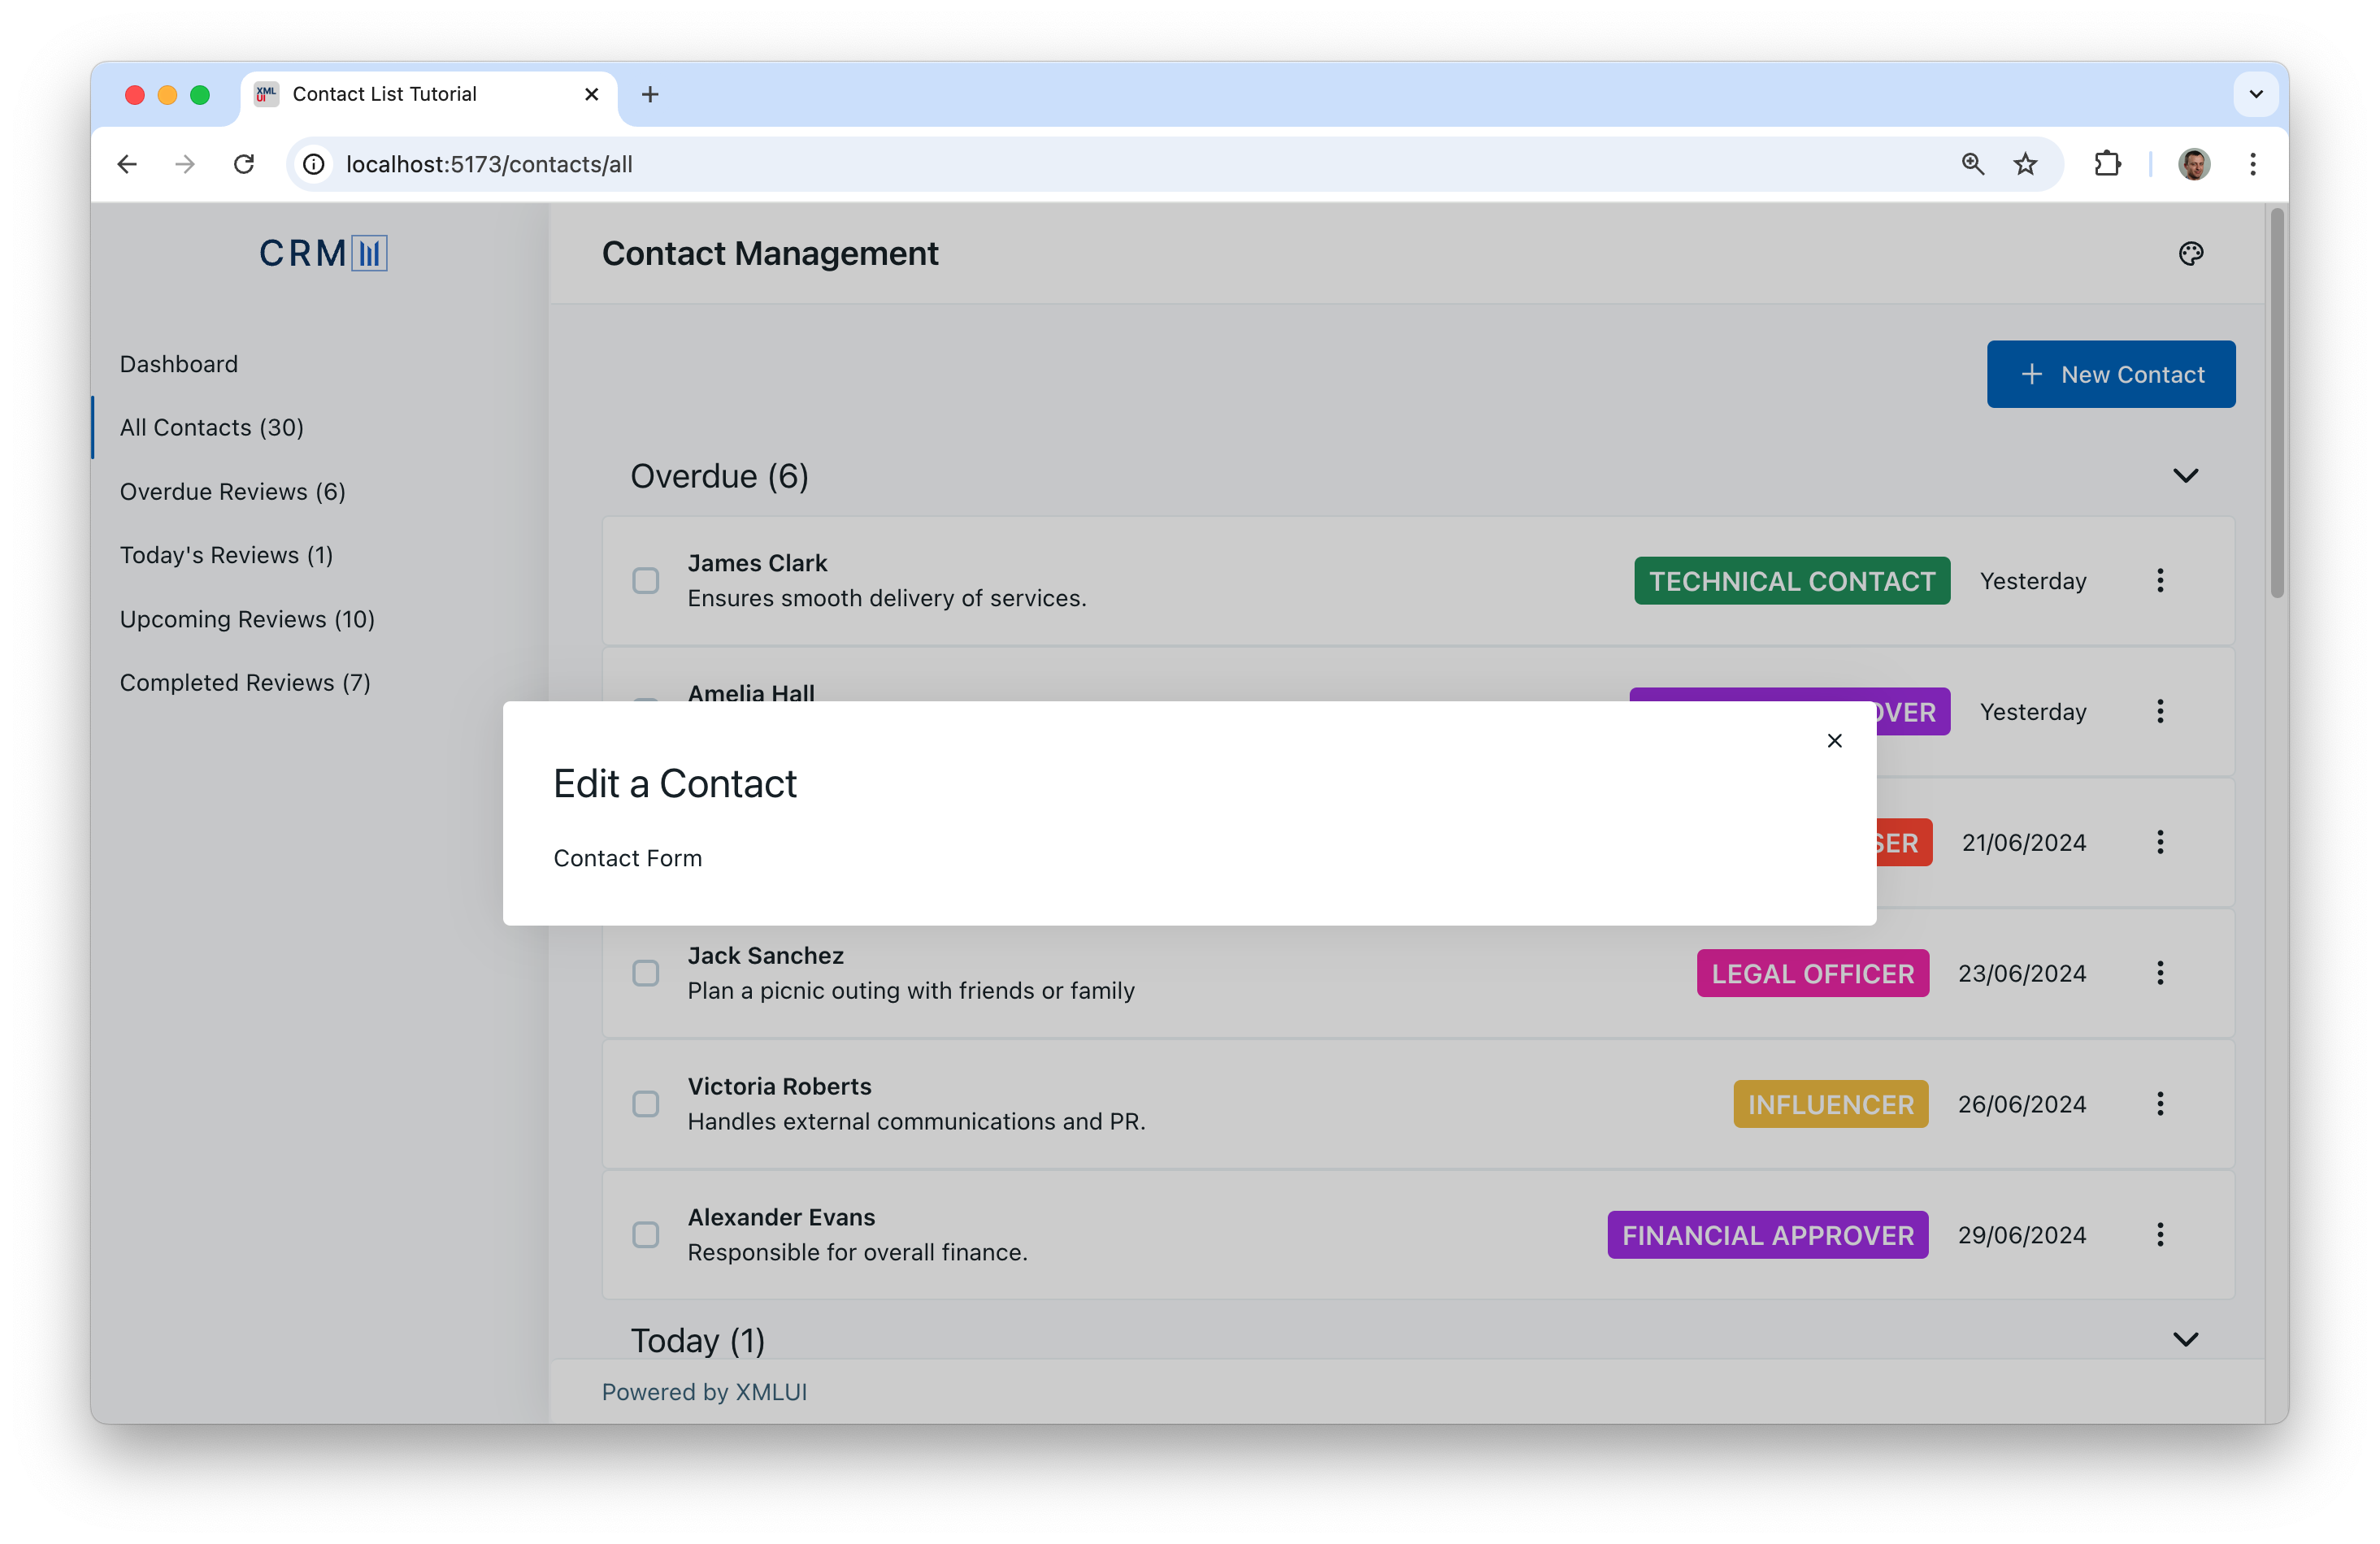 XML
UI
Contact List Tutorial
localhost:5173/contacts/all
CRM
Contact Management
Dashboard
All Contacts (30)
Overdue Reviews (6)
Today's Reviews (1)
Upcoming Reviews (10)
Completed Reviews (7)
New Contact
Overdue (6)
James Clark
Ensures smooth delivery of services.
TECHNICAL CONTACT
Yesterday
Amelia Hall
Yesterday
Edit a Contact
Contact Form
21/06/2024
Jack Sanchez
Plan a picnic outing with friends or family
LEGAL OFFICER
23/06/2024
Victoria Roberts
Handles external communications and PR.
INFLUENCER
26/06/2024
Alexander Evans
Responsible for overall finance.
FINANCIAL APPROVER
29/06/2024
Today (1)
Powered by XMLUI